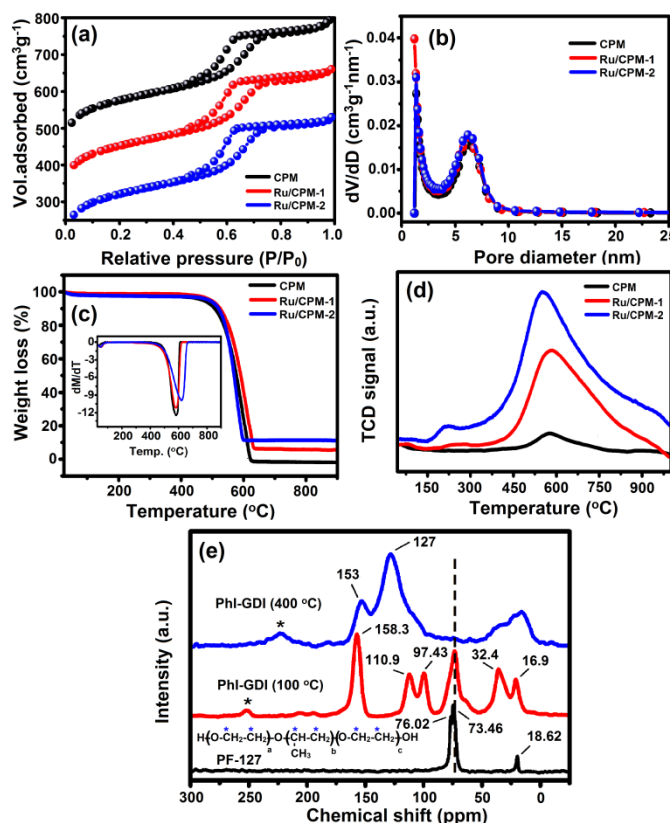 (a)
Vol.adsorbed (cm³g⁻¹)
800
700
600
500
400
300
0.0 0.2 0.4 0.6 0.8 1.0
Relative pressure (P/P₀)
CPM
Ru/CPM-1
Ru/CPM-2
(b)
dV/dD (cm³g⁻¹nm⁻¹)
0.04
0.03
0.02
0.01
0.00
0 5 10 15 20 25
Pore diameter (nm)
CPM
Ru/CPM-1
Ru/CPM-2
(c)
Weight loss (%)
100
80
60
40
20
0
200 400 600 800
Temperature (°C)
CPM
Ru/CPM-1
Ru/CPM-2
dM/dT
0
-3
-6
-9
-12
200 400 600 800
Temp. (°C)
(d)
TCD signal (a.u.)
150 300 450 600 750 900
Temperature (°C)
CPM
Ru/CPM-1
Ru/CPM-2
(e)
Intensity (a.u.)
127
153
PhI-GDI (400 °C)
*
158.3
110.9
97.43
32.4
16.9
PhI-GDI (100 °C)
*
76.02
73.46
18.62
* * * * * *
H(O-CH₂-CH₂)ₐO-(CH-CH₂)b(O-CH₂-CH₂)cOH
CH₃
PF-127
300 250 200 150 100 50 0
Chemical shift (ppm)